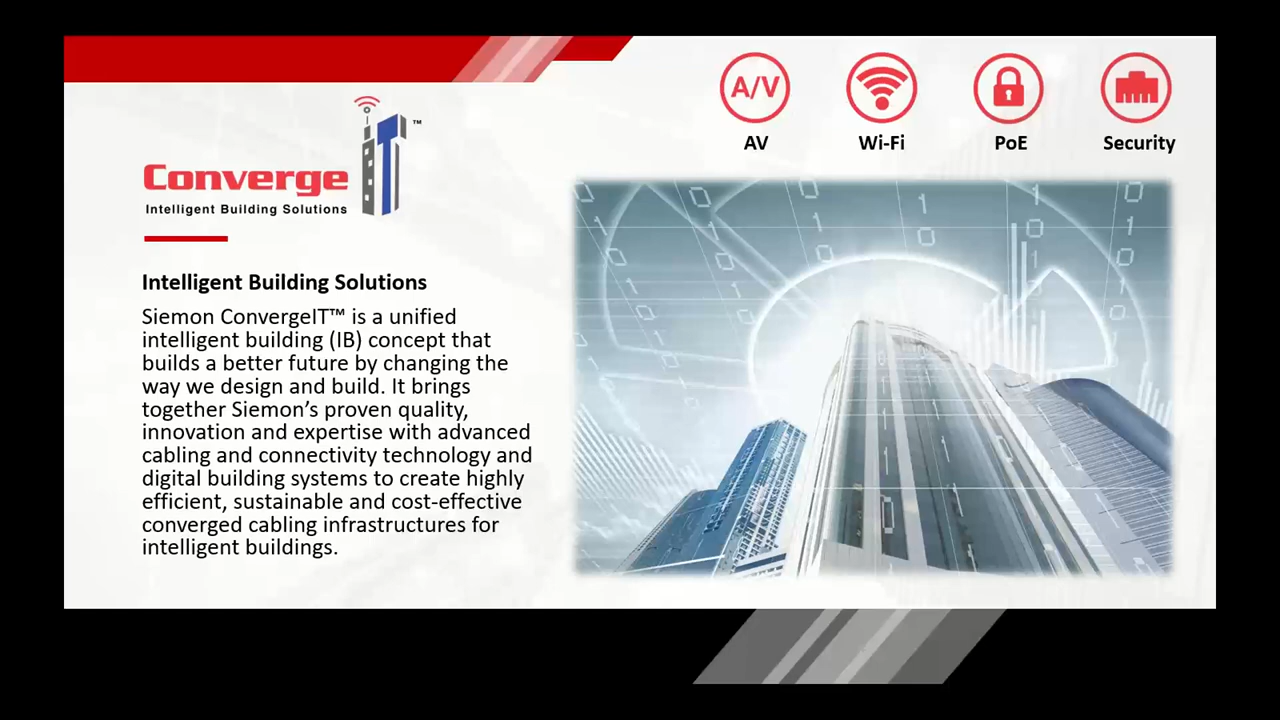 A/V
AV
Wi-Fi
PoE
Security
Converge IT™
Intelligent Building Solutions
Intelligent Building Solutions
Siemon ConvergeIT™ is a unified
intelligent building (IB) concept that
builds a better future by changing the
way we design and build. It brings
together Siemon’s proven quality,
innovation and expertise with advanced
cabling and connectivity technology and
digital building systems to create highly
efficient, sustainable and cost-effective
converged cabling infrastructures for
intelligent buildings.